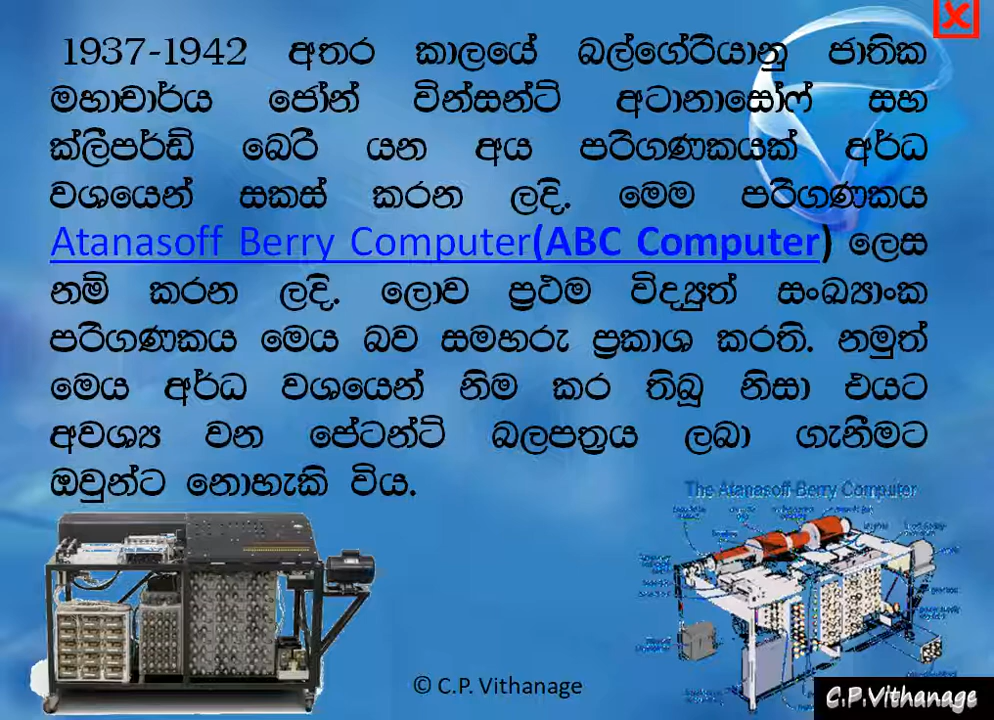 1937-1942 අතර කාලයේ බල්ගේරියානු ජාතික
මහාචාර්ය ජෝන් වින්සන්ට් අටානාසෝෆ් සහ
ක්ලීපර්ඩ් බෙරී යන අය පරිගණකයක් අර්ධ
වශයෙන් සකස් කරන ලදි. මෙම පරිගණකය
Atanasoff Berry Computer(ABC Computer) ලෙස
නම් කරන ලදි. ලොව ප්‍රථම විද්‍යුත් සංඛ්‍යාංක
පරිගණකය මෙය බව සමහරු ප්‍රකාශ කරති. නමුත්
මෙය අර්ධ වශයෙන් නිම කර තිබූ නිසා එයට
අවශ්‍ය වන පේටන්ට් බලපත්‍රය ලබා ගැනීමට
ඔවුන්ට නොහැකි විය.
The Atanasoff-Berry Computer
© C.P. Vithanage
C.P.Vithanage